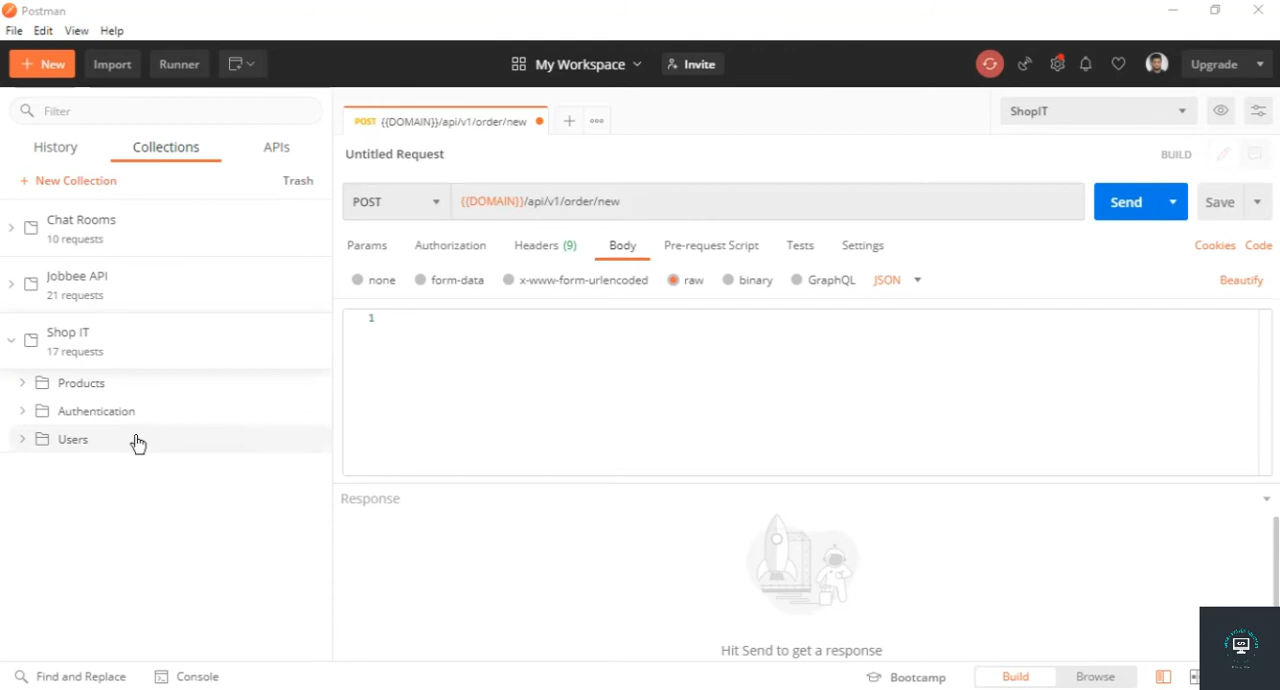 Postman
File Edit View Help
+ New Import Runner My Workspace Invite Upgrade
Filter
History Collections APIs
+ New Collection Trash
Chat Rooms
10 requests
Jobbee API
21 requests
Shop IT
17 requests
Products
Authentication
Users
POST {{DOMAIN}}/api/v1/order/new
ShopIT
Untitled Request BUILD
POST {{DOMAIN}}/api/v1/order/new Send Save
Params Authorization Headers (9) Body Pre-request Script Tests Settings Cookies Code
none form-data x-www-form-urlencoded raw binary GraphQL JSON Beautify
1
Response
Hit Send to get a response
Find and Replace Console Bootcamp Build Browse